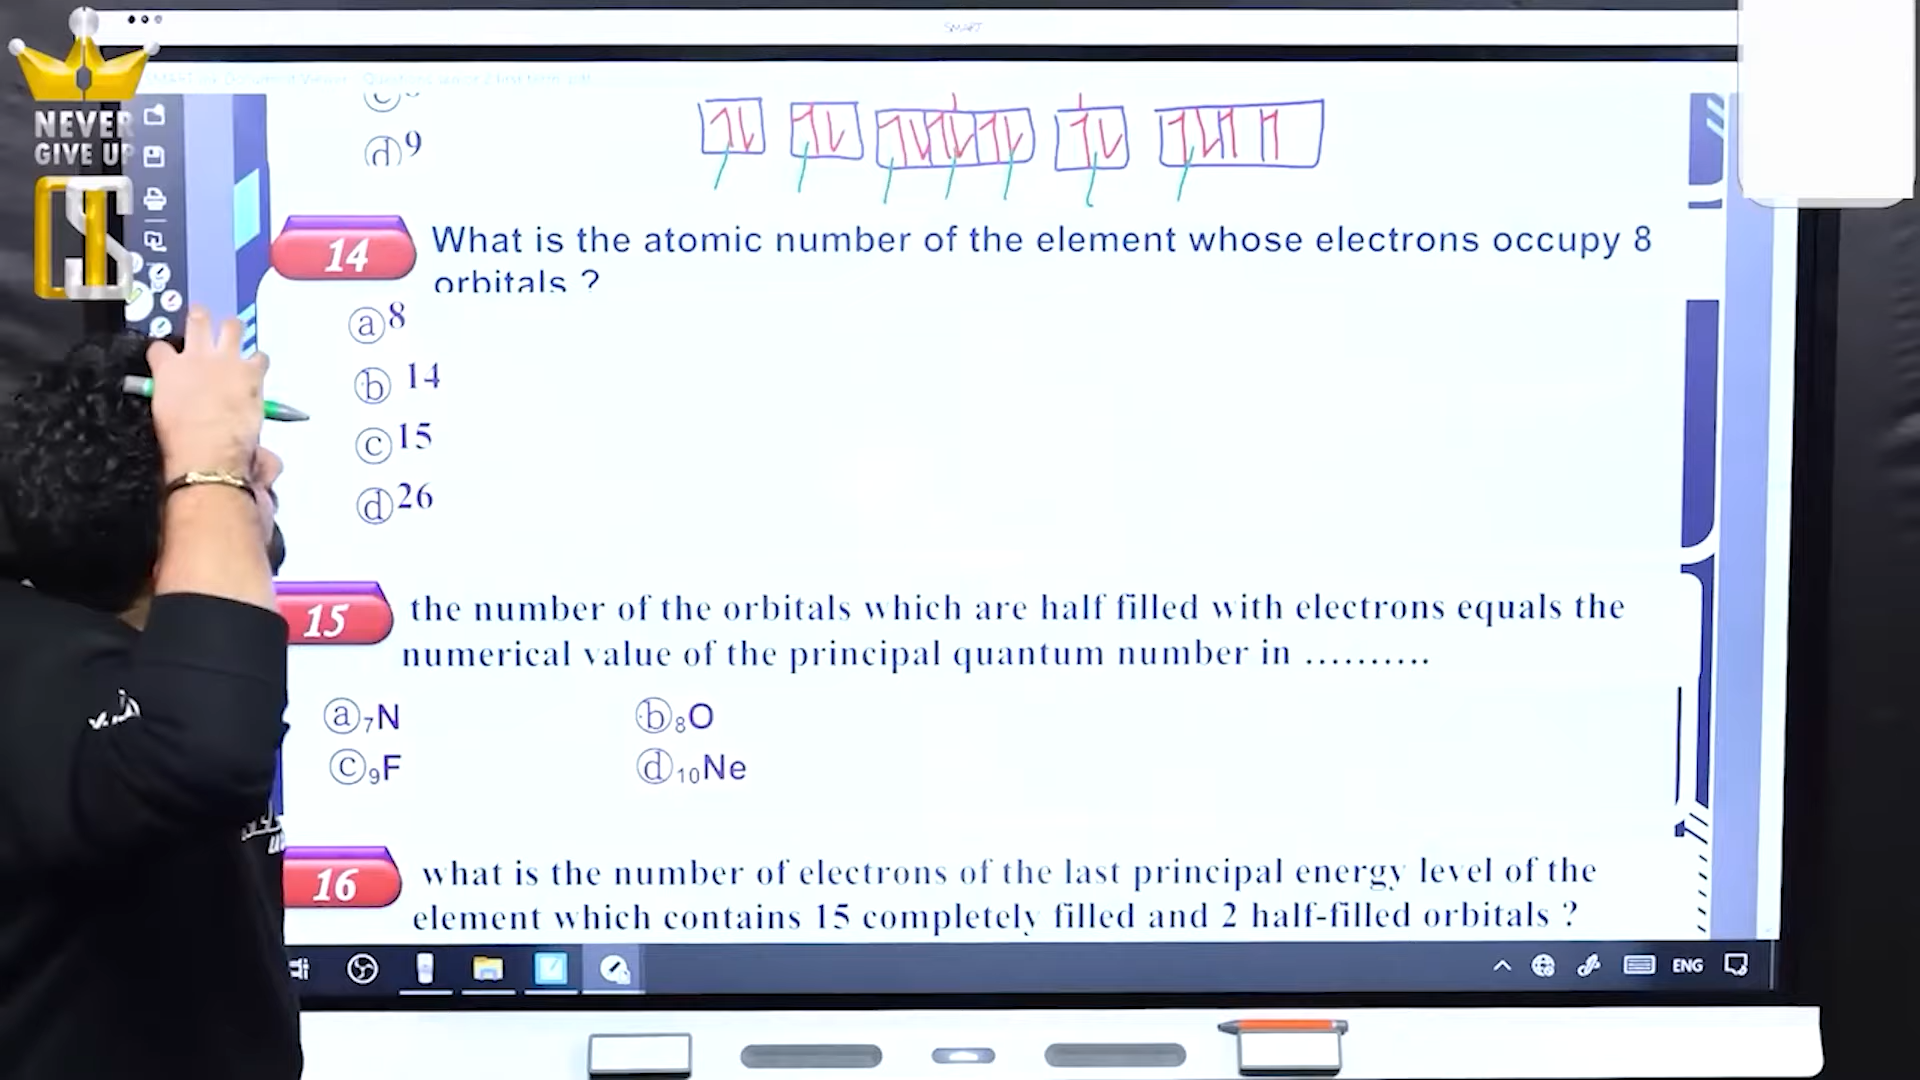 SMART
NEVER
GIVE UP
d 9
14 What is the atomic number of the element whose electrons occupy 8
orbitals ?
a 8
b 14
c 15
d 26
15 the number of the orbitals which are half filled with electrons equals the
numerical value of the principal quantum number in ..........
a ₇N b ₈O
c ₉F d ₁₀Ne
16 what is the number of electrons of the last principal energy level of the
element which contains 15 completely filled and 2 half-filled orbitals ?
ENG